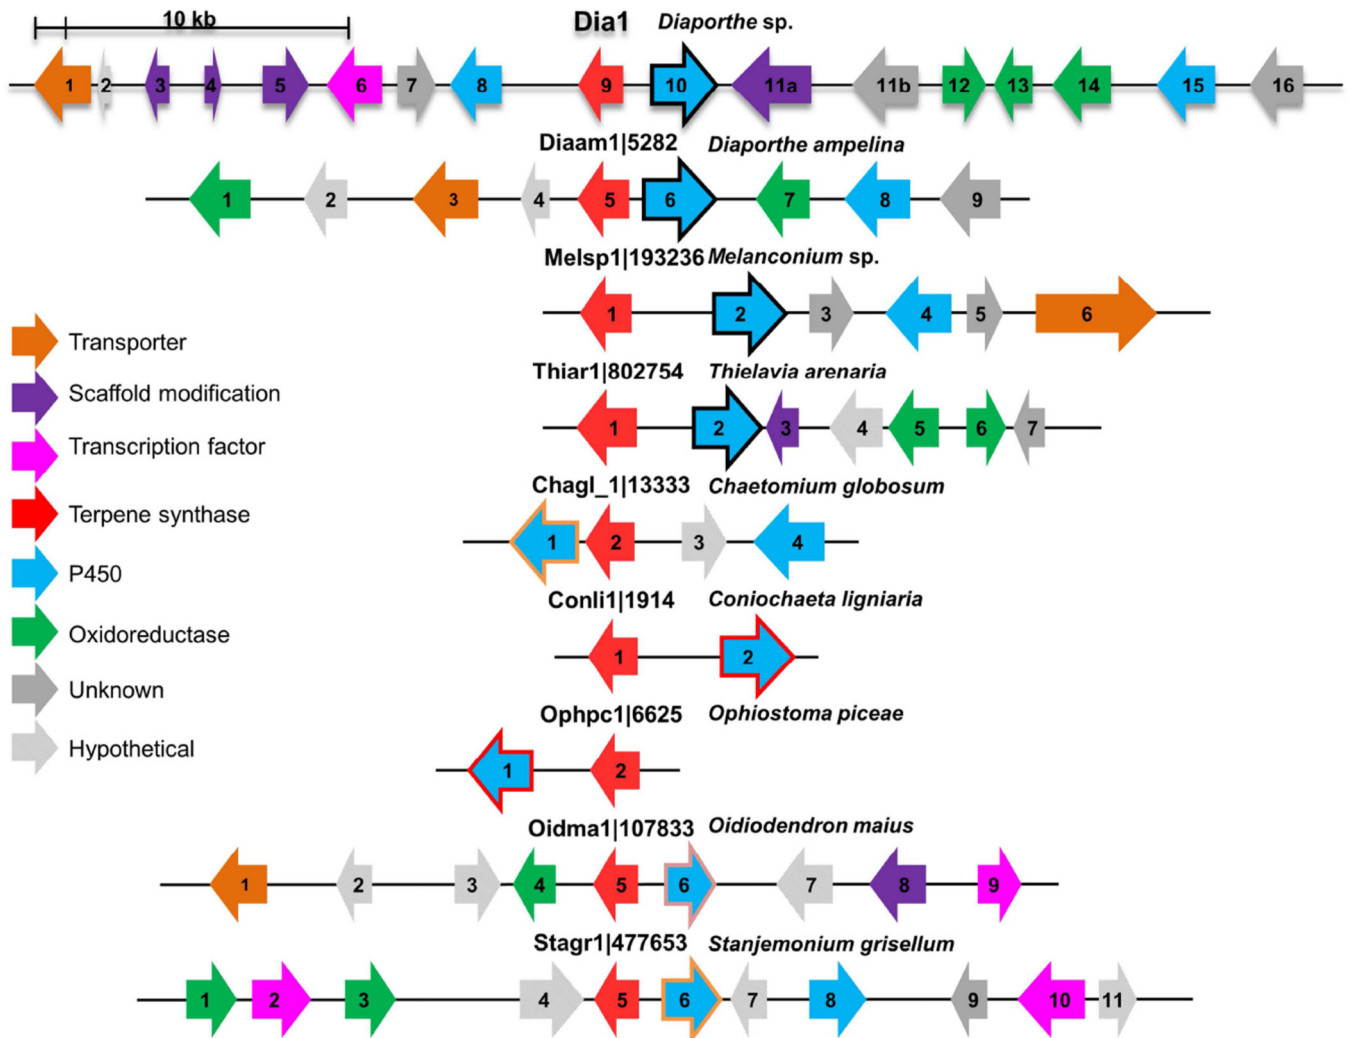 10 kb
Dia1 Diaporthe sp.
1 2 3 4 5 6 7 8 9 10 11a 11b 12 13 14 15 16
Diaam1|5282 Diaporthe ampelina
1 2 3 4 5 6 7 8 9
Melsp1|193236 Melanconium sp.
1 2 3 4 5 6
Thiar1|802754 Thielavia arenaria
1 2 3 4 5 6 7
Chagl_1|13333 Chaetomium globosum
1 2 3 4
Conli1|1914 Coniochaeta ligniaria
1 2
Ophpc1|6625 Ophiostoma piceae
1 2
Oidma1|107833 Oidiodendron maius
1 2 3 4 5 6 7 8 9
Stagr1|477653 Stanjemonium grisellum
1 2 3 4 5 6 7 8 9 10 11
Transporter
Scaffold modification
Transcription factor
Terpene synthase
P450
Oxidoreductase
Unknown
Hypothetical